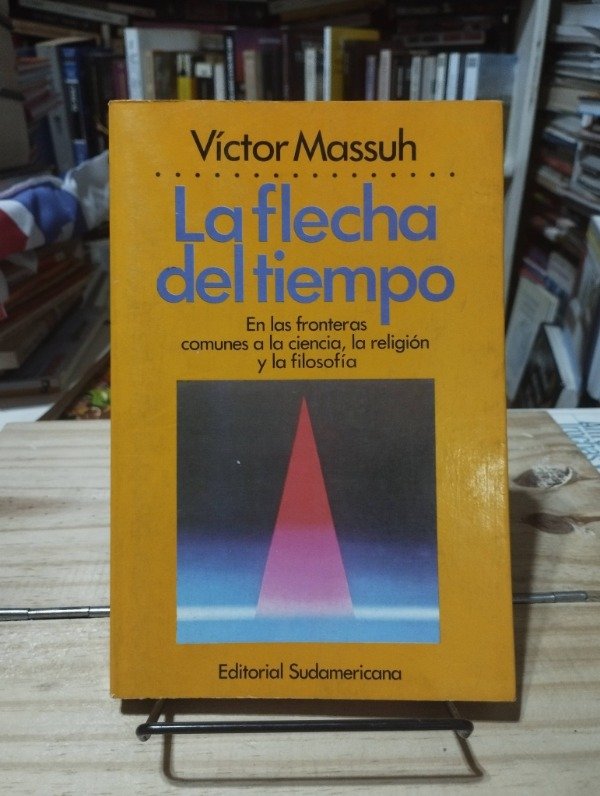 Víctor Massuh
La flecha
del tiempo
En las fronteras
comunes a la ciencia, la religión
y la filosofía
Editorial Sudamericana